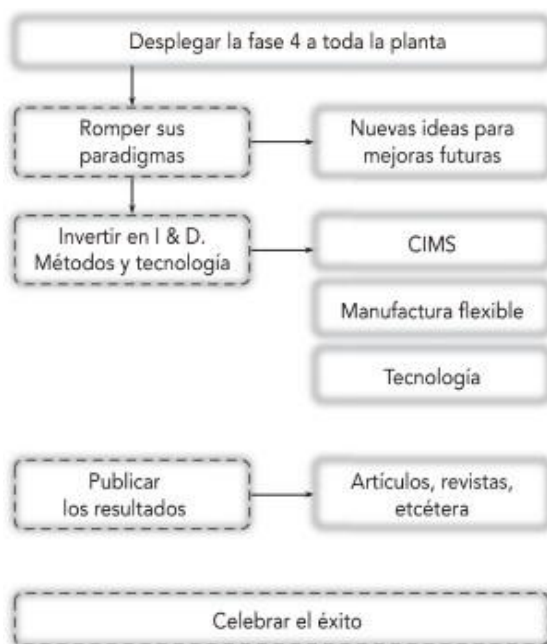 Desplegar la fase 4 a toda la planta
Romper sus
paradigmas
Nuevas ideas para
mejoras futuras
Invertir en I & D.
Métodos y tecnología
CIMS
Manufactura flexible
Tecnología
Publicar
los resultados
Artículos, revistas,
etcétera
Celebrar el éxito